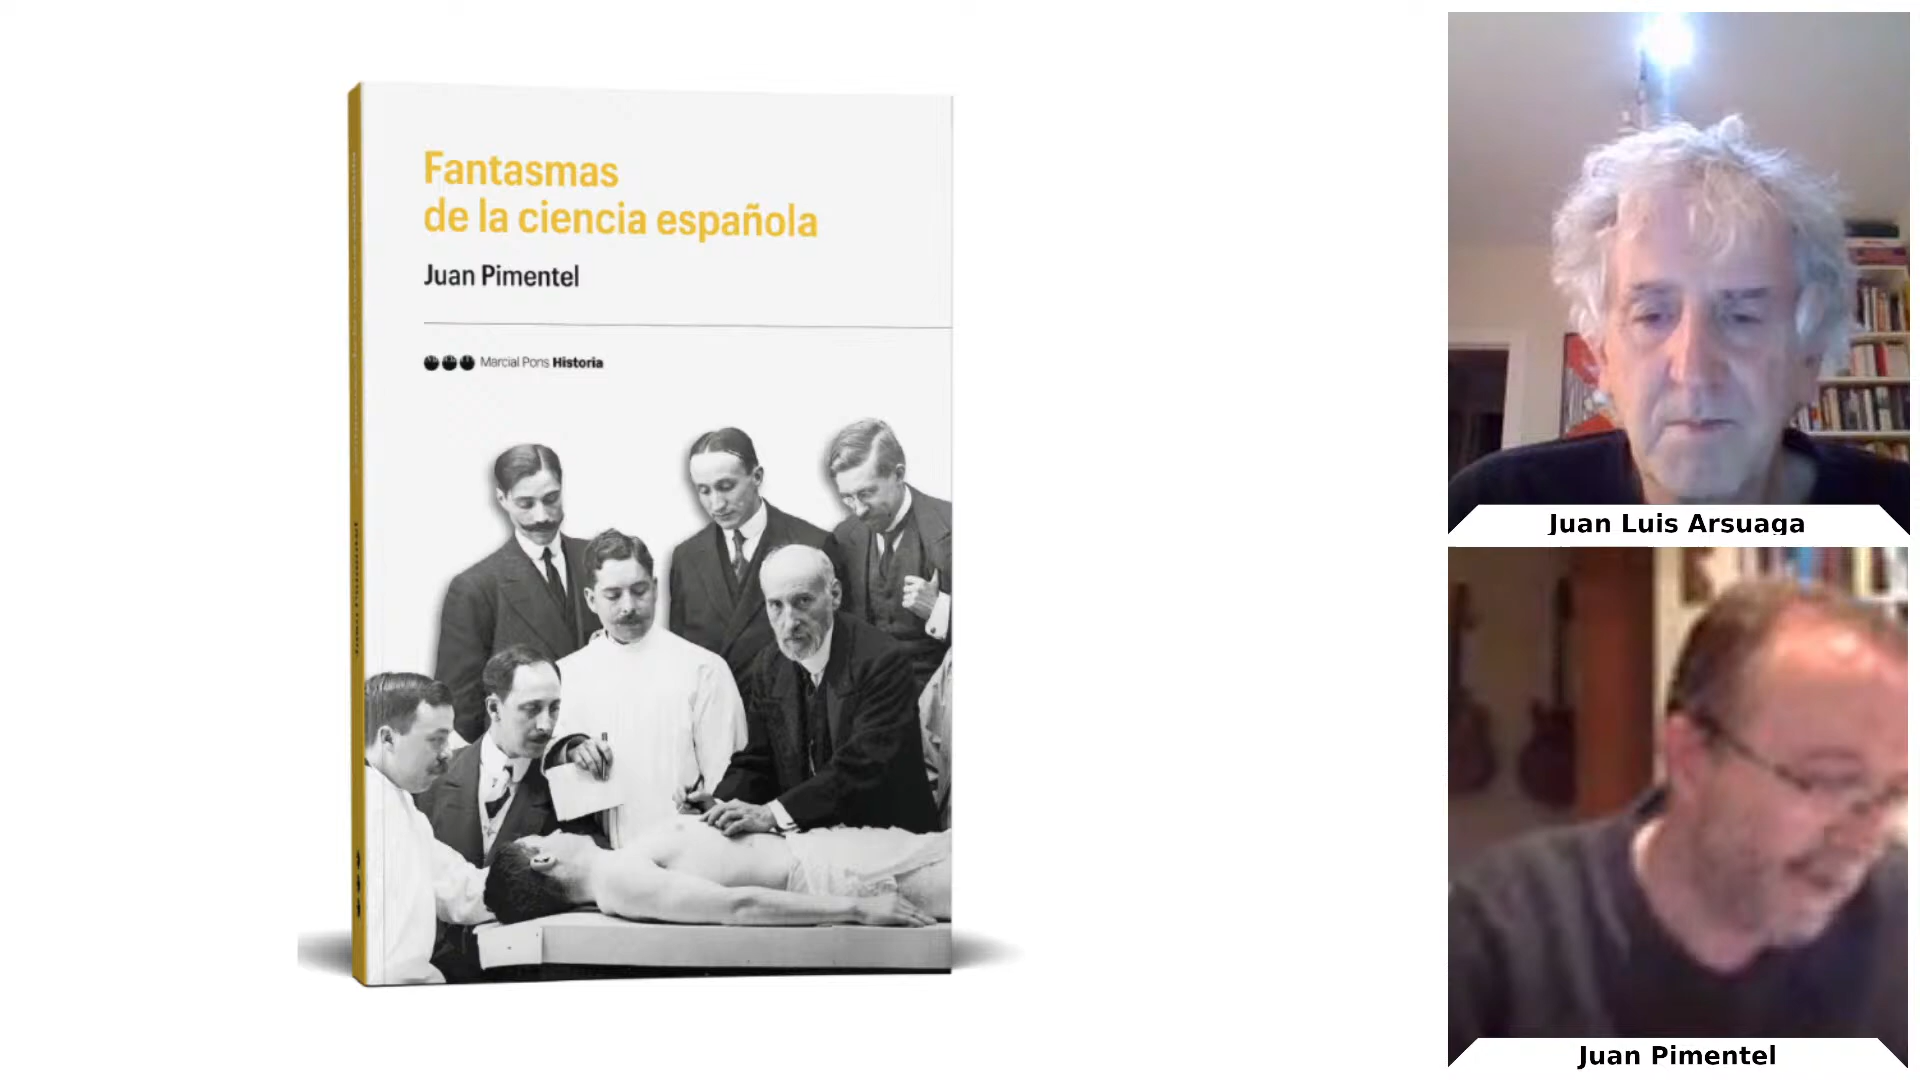 Fantasmas
de la ciencia española
Juan Pimentel
Marcial Pons Historia
Juan Luis Arsuaga
Juan Pimentel